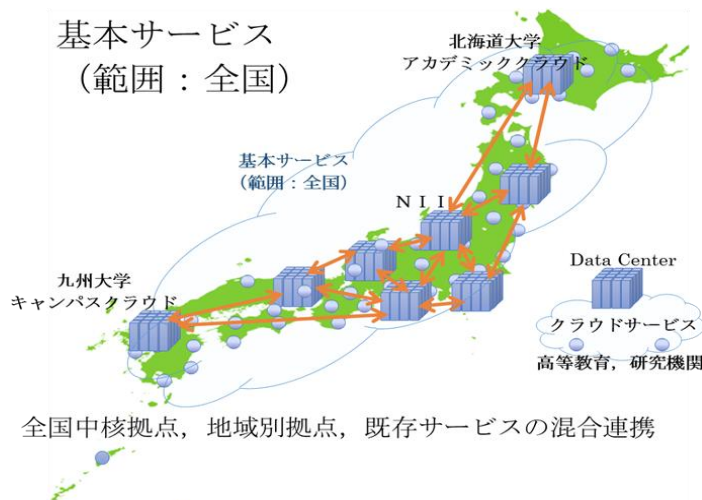 基本サービス
（範囲：全国）
北海道大学
アカデミッククラウド
基本サービス
（範囲：全国）
ＮＩＩ
九州大学
キャンパスクラウド
Data Center
クラウドサービス
高等教育，研究機関
全国中核拠点，地域別拠点，既存サービスの混合連携